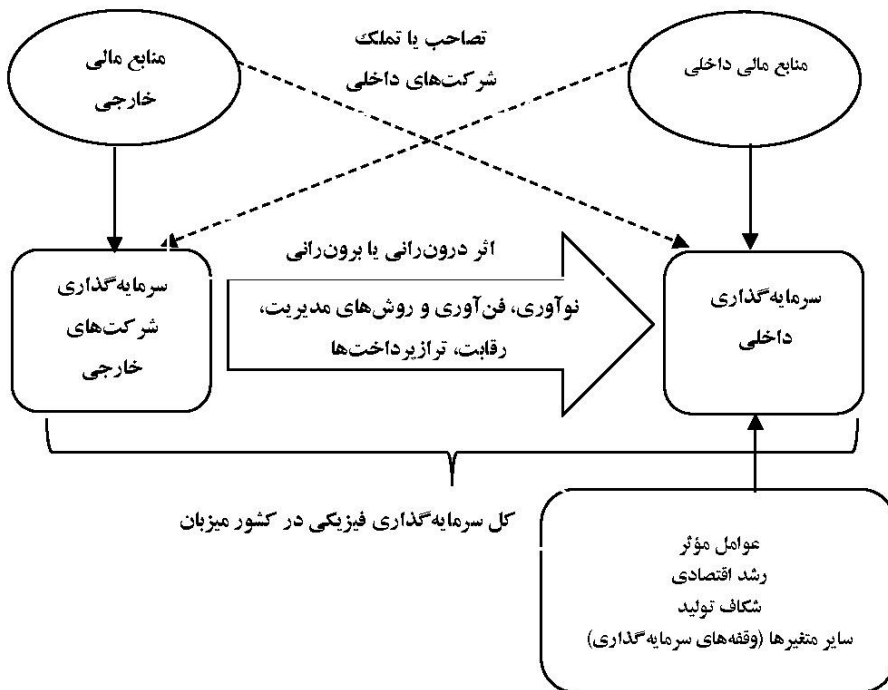 منابع مالی داخلی
تصاحب یا تملك
شرکت‌های داخلی
منابع مالی
خارجی
سرمایه‌گذاری
داخلی
اثر درون‌رانی یا برون‌رانی
نوآوری، فن‌آوری و روش‌های مدیریت،
رقابت، ترازپرداخت‌ها
سرمایه‌گذاری
شرکت‌های
خارجی
کل سرمایه‌گذاری فیزیکی در کشور میزبان
عوامل مؤثر
رشد اقتصادی
شکاف تولید
سایر متغیرها (وقفه‌های سرمایه‌گذاری)